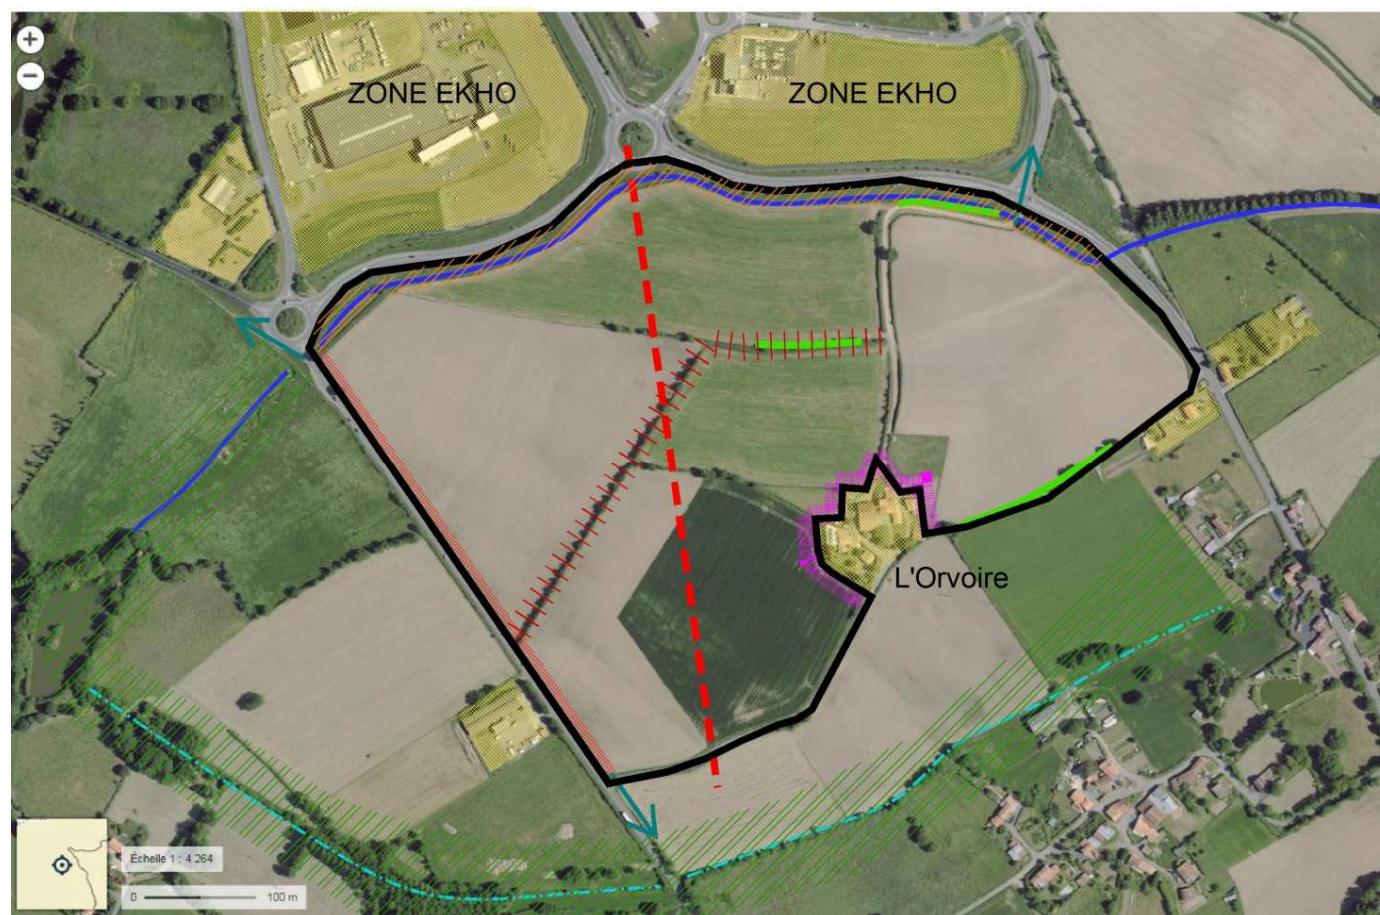 +
−
ZONE EKHO
ZONE EKHO
L'Orvoire
Échelle 1 : 4 264
0 100 m